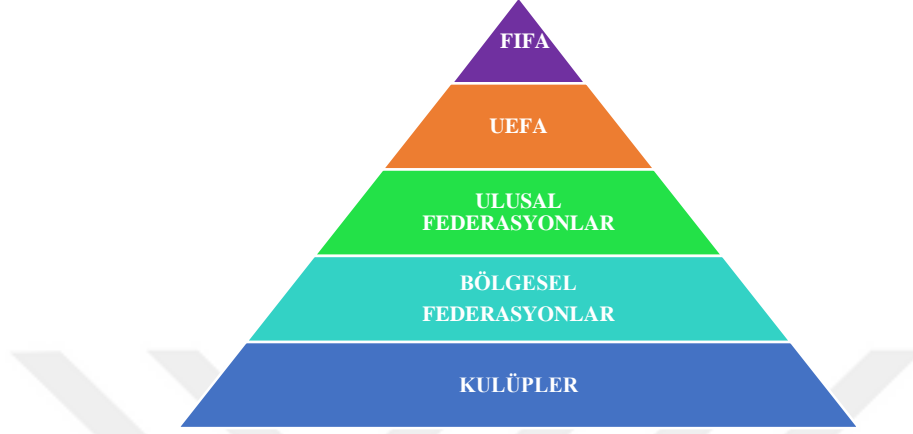 FIFA
UEFA
ULUSAL
FEDERASYONLAR
BÖLGESEL
FEDERASYONLAR
KULÜPLER